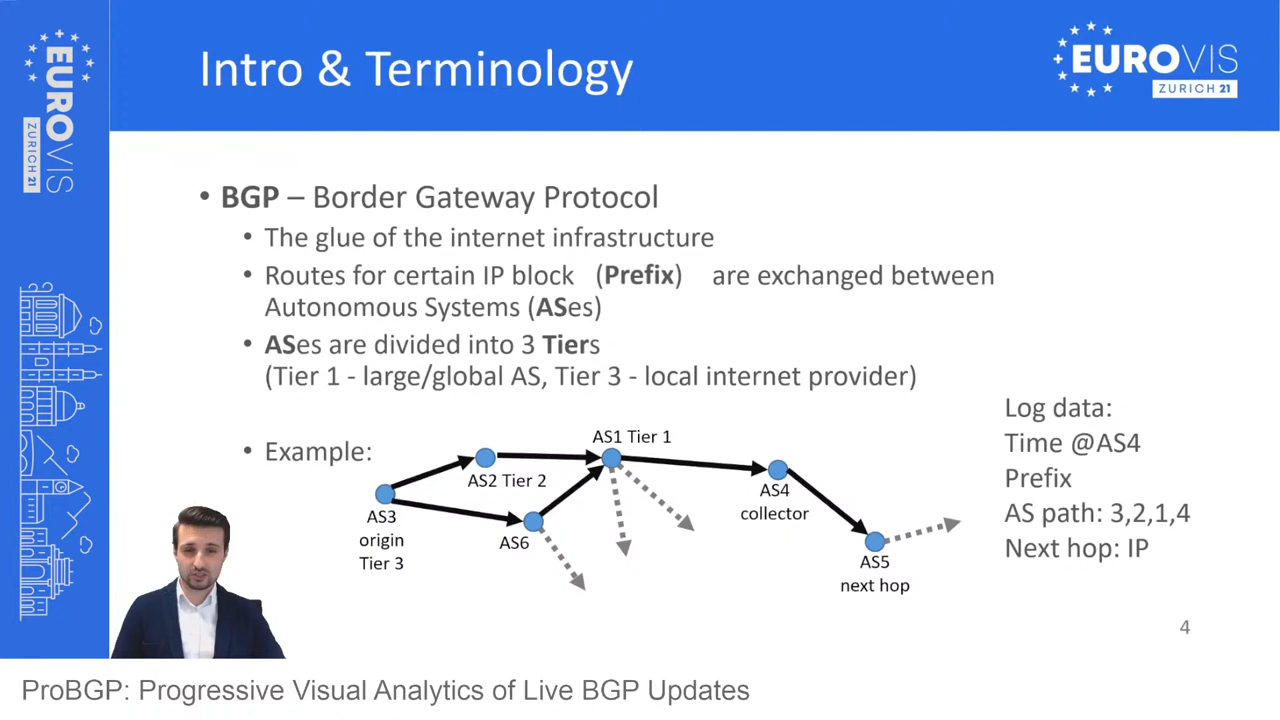 EUROVIS
ZURICH 21
Intro & Terminology
EUROVIS
ZURICH 21
• BGP – Border Gateway Protocol
• The glue of the internet infrastructure
• Routes for certain IP block (Prefix) are exchanged between
Autonomous Systems (ASes)
• ASes are divided into 3 Tiers
(Tier 1 - large/global AS, Tier 3 - local internet provider)
• Example:
AS1 Tier 1
AS2 Tier 2
AS3
origin
Tier 3
AS6
AS4
collector
AS5
next hop
Log data:
Time @AS4
Prefix
AS path: 3,2,1,4
Next hop: IP
4
ProBGP: Progressive Visual Analytics of Live BGP Updates